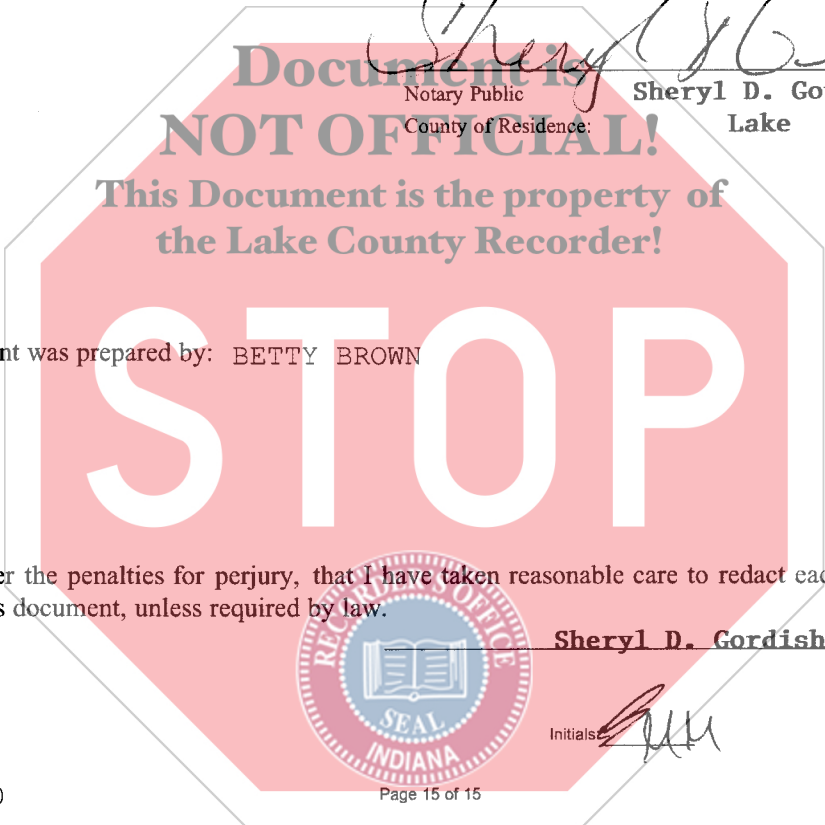 Document is
Notary Public
Sheryl D. Go
NOT OFFICIAL!
County of Residence:
Lake
This Document is the property of
the Lake County Recorder!
STOP
nt was prepared by: BETTY BROWN
er the penalties for perjury, that I have taken reasonable care to redact eac
s document, unless required by law.
Sheryl D. Gordish
RECORDER'S OFFICE
SEAL
INDIANA
Initials:
Page 15 of 15
)